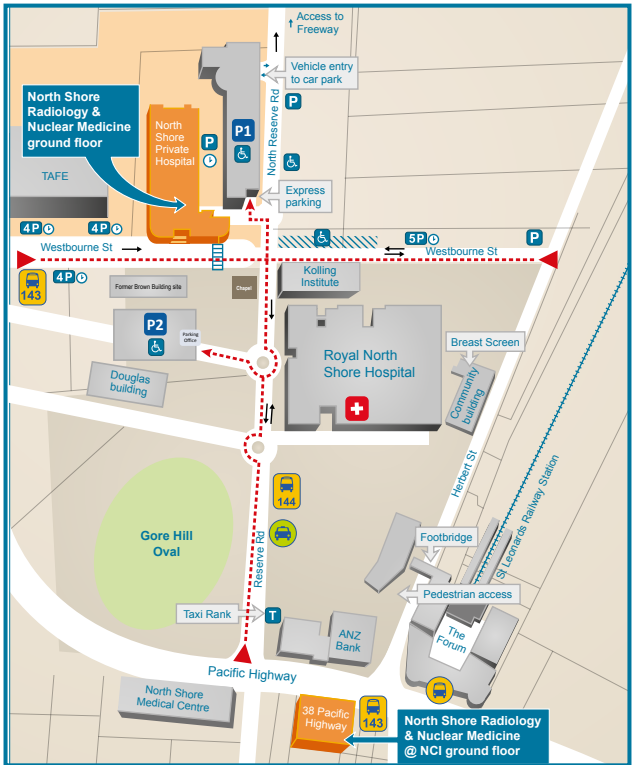 Access to
Freeway
Vehicle entry
to car park
North Shore
Radiology &
Nuclear Medicine
ground floor
North
Shore
Private
Hospital
P
P1
North Reserve Rd
P
TAFE
Express
parking
4P
4P
Westbourne St
5P
P
Westbourne St
143
4P
Former Brown Building site
Chapel
Kolling
Institute
P2
Parking
Office
Royal North
Shore Hospital
Breast Screen
Community
building
Douglas
building
Herbert St
St Leonards Railway Station
144
Gore Hill
Oval
Reserve Rd
Footbridge
Pedestrian access
Taxi Rank
T
ANZ
Bank
The
Forum
Pacific Highway
North Shore
Medical Centre
38 Pacific
Highway
143
North Shore Radiology
& Nuclear Medicine
@ NCI ground floor